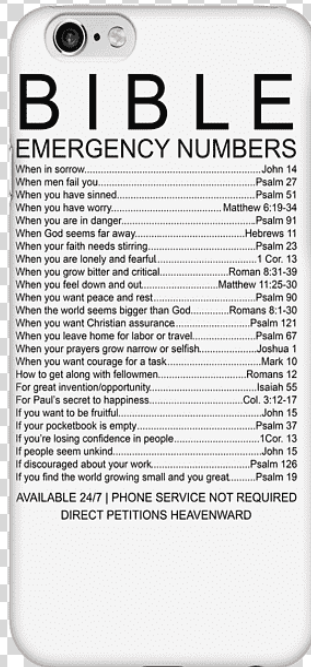 BIBLE
EMERGENCY NUMBERS
When in sorrow..............................................John 14
When men fail you.........................................Psalm 27
When you have sinned....................................Psalm 51
When you have worry............................ Matthew 6:19-34
When you are in danger..................................Psalm 91
When God seems far away............................Hebrews 11
When your faith needs stirring...........................Psalm 23
When you are lonely and fearful..........................1 Cor. 13
When you grow bitter and critical.................Roman 8:31-39
When you feel down and out...................Matthew 11:25-30
When you want peace and rest..........................Psalm 90
When the world seems bigger than God..........Romans 8:1-30
When you want Christian assurance...................Psalm 121
When you leave home for labor or travel................Psalm 67
When your prayers grow narrow or selfish..............Joshua 1
When you want courage for a task........................Mark 10
How to get along with fellowmen........................Romans 12
For great invention/opportunity.............................Isaiah 55
For Paul's secret to happiness.........................Col. 3:12-17
If you want to be fruitful.....................................John 15
If your pocketbook is empty...............................Psalm 37
If you're losing confidence in people.....................1Cor. 13
If people seem unkind.......................................John 15
If discouraged about your work..........................Psalm 126
If you find the world growing small and you great.........Psalm 19
AVAILABLE 24/7 | PHONE SERVICE NOT REQUIRED
DIRECT PETITIONS HEAVENWARD